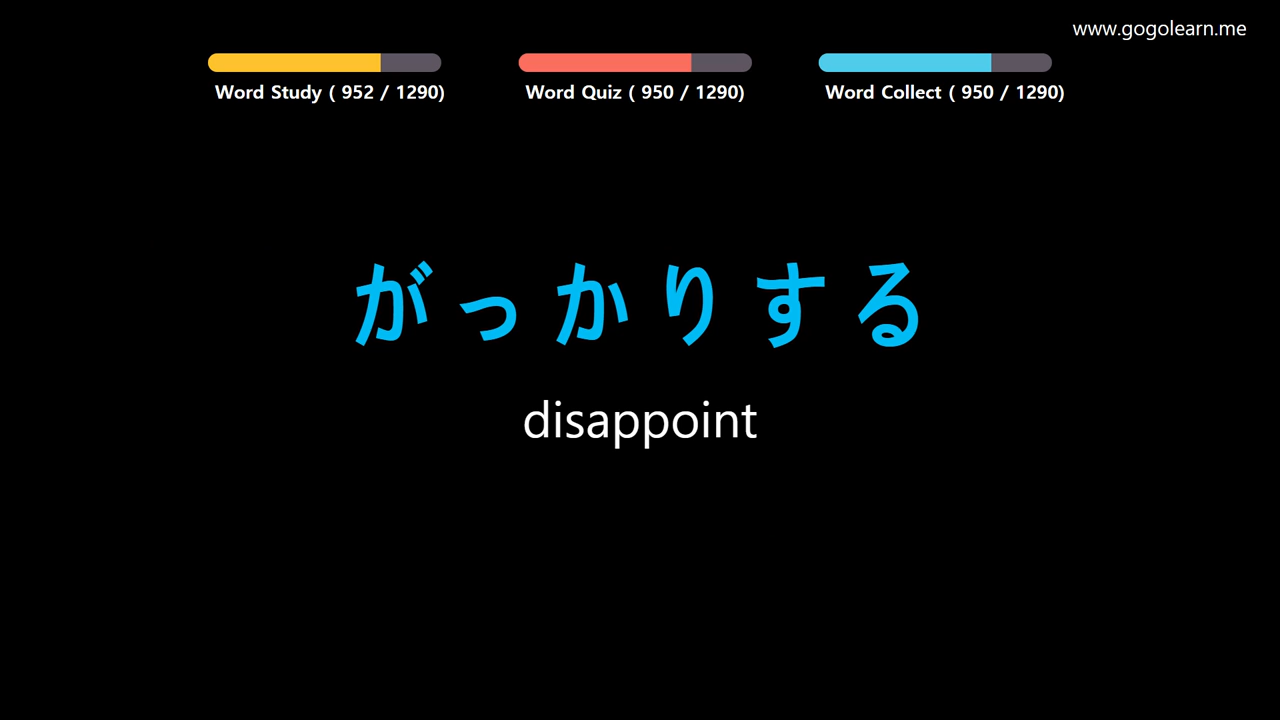 www.gogolearn.me
Word Study ( 952 / 1290)
Word Quiz ( 950 / 1290)
Word Collect ( 950 / 1290)
がっかりする
disappoint